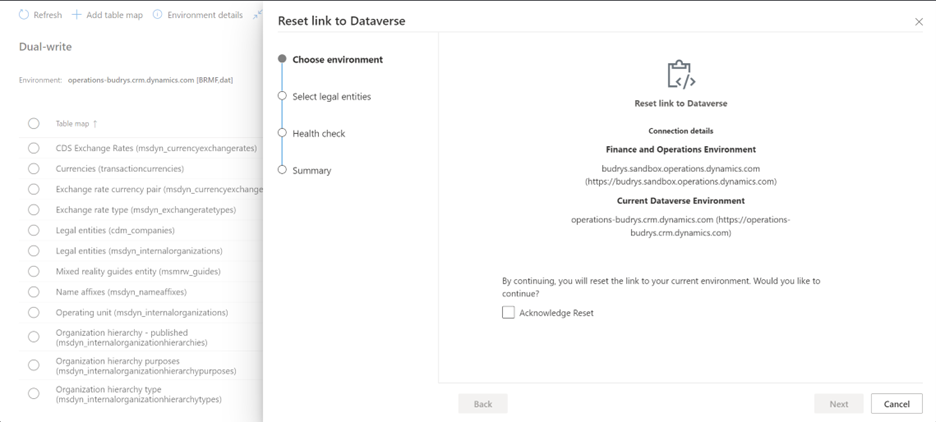 Refresh
Add table map
Environment details
Dual-write
Environment: operations-budrys.crm.dynamics.com [BRMF,dat]
Table map ↑
CDS Exchange Rates (msdyn_currencyexchangerates)
Currencies (transactioncurrencies)
Exchange rate currency pair (msdyn_currencyexchange
Exchange rate type (msdyn_exchangeratetypes)
Legal entities (cdm_companies)
Legal entities (msdyn_internalorganizations)
Mixed reality guides entity (msmrw_guides)
Name affixes (msdyn_nameaffixes)
Operating unit (msdyn_internalorganizations)
Organization hierarchy - published
(msdyn_internalorganizationhierarchies)
Organization hierarchy purposes
(msdyn_internalorganizationhierarchypurposes)
Organization hierarchy type
(msdyn_internalorganizationhierarchytypes)
Reset link to Dataverse
Choose environment
Select legal entities
Health check
Summary
Reset link to Dataverse
Connection details
Finance and Operations Environment
budrys.sandbox.operations.dynamics.com
(https://budrys.sandbox.operations.dynamics.com)
Current Dataverse Environment
operations-budrys.crm.dynamics.com (https://operations-
budrys.crm.dynamics.com)
By continuing, you will reset the link to your current environment. Would you like to
continue?
Acknowledge Reset
Back
Next
Cancel